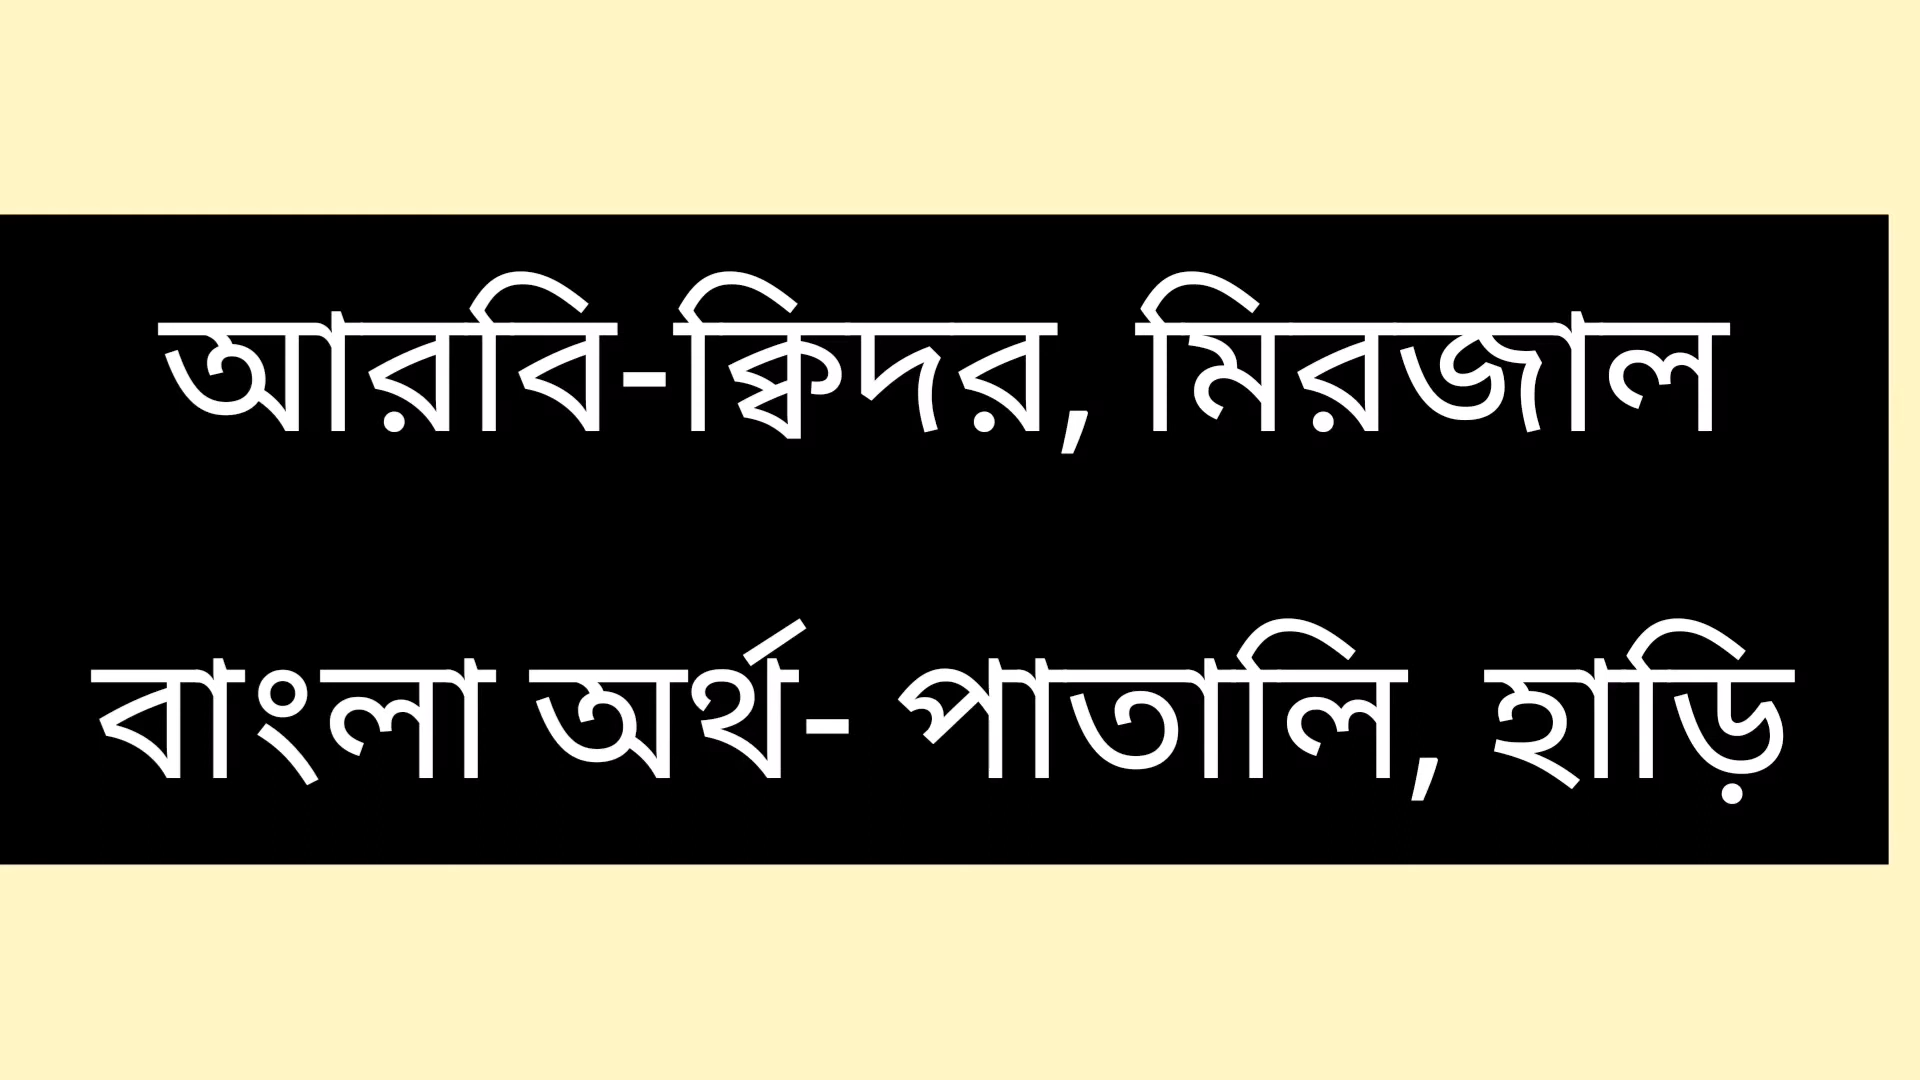 আরবি-ক্বিদর, মিরজাল
বাংলা অর্থ- পাতালি, হাড়ি